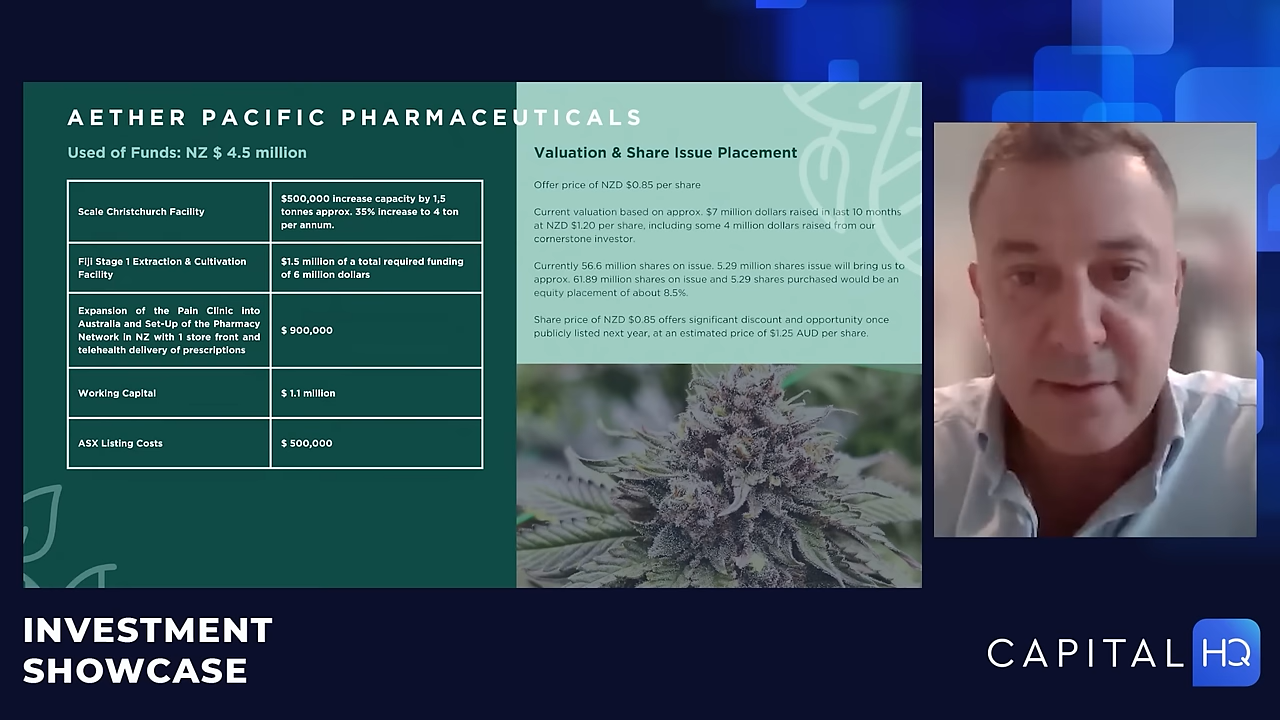 AETHER PACIFIC PHARMACEUTICALS
Used of Funds: NZ $ 4.5 million
Scale Christchurch Facility
$500,000 increase capacity by 1,5
tonnes approx. 35% increase to 4 ton
per annum.
Fiji Stage 1 Extraction & Cultivation
Facility
$1.5 million of a total required funding
of 6 million dollars
Expansion of the Pain Clinic into
Australia and Set-Up of the Pharmacy
Network in NZ with 1 store front and
telehealth delivery of prescriptions
$ 900,000
Working Capital
$ 1.1 million
ASX Listing Costs
$ 500,000
Valuation & Share Issue Placement
Offer price of NZD $0.85 per share
Current valuation based on approx. $7 million dollars raised in last 10 months
at NZD $1.20 per share, including some 4 million dollars raised from our
cornerstone investor.
Currently 56.6 million shares on issue. 5.29 million shares issue will bring us to
approx. 61.89 million shares on issue and 5.29 shares purchased would be an
equity placement of about 8.5%.
Share price of NZD $0.85 offers significant discount and opportunity once
publicly listed next year, at an estimated price of $1.25 AUD per share.
INVESTMENT
SHOWCASE
CAPITAL HQ